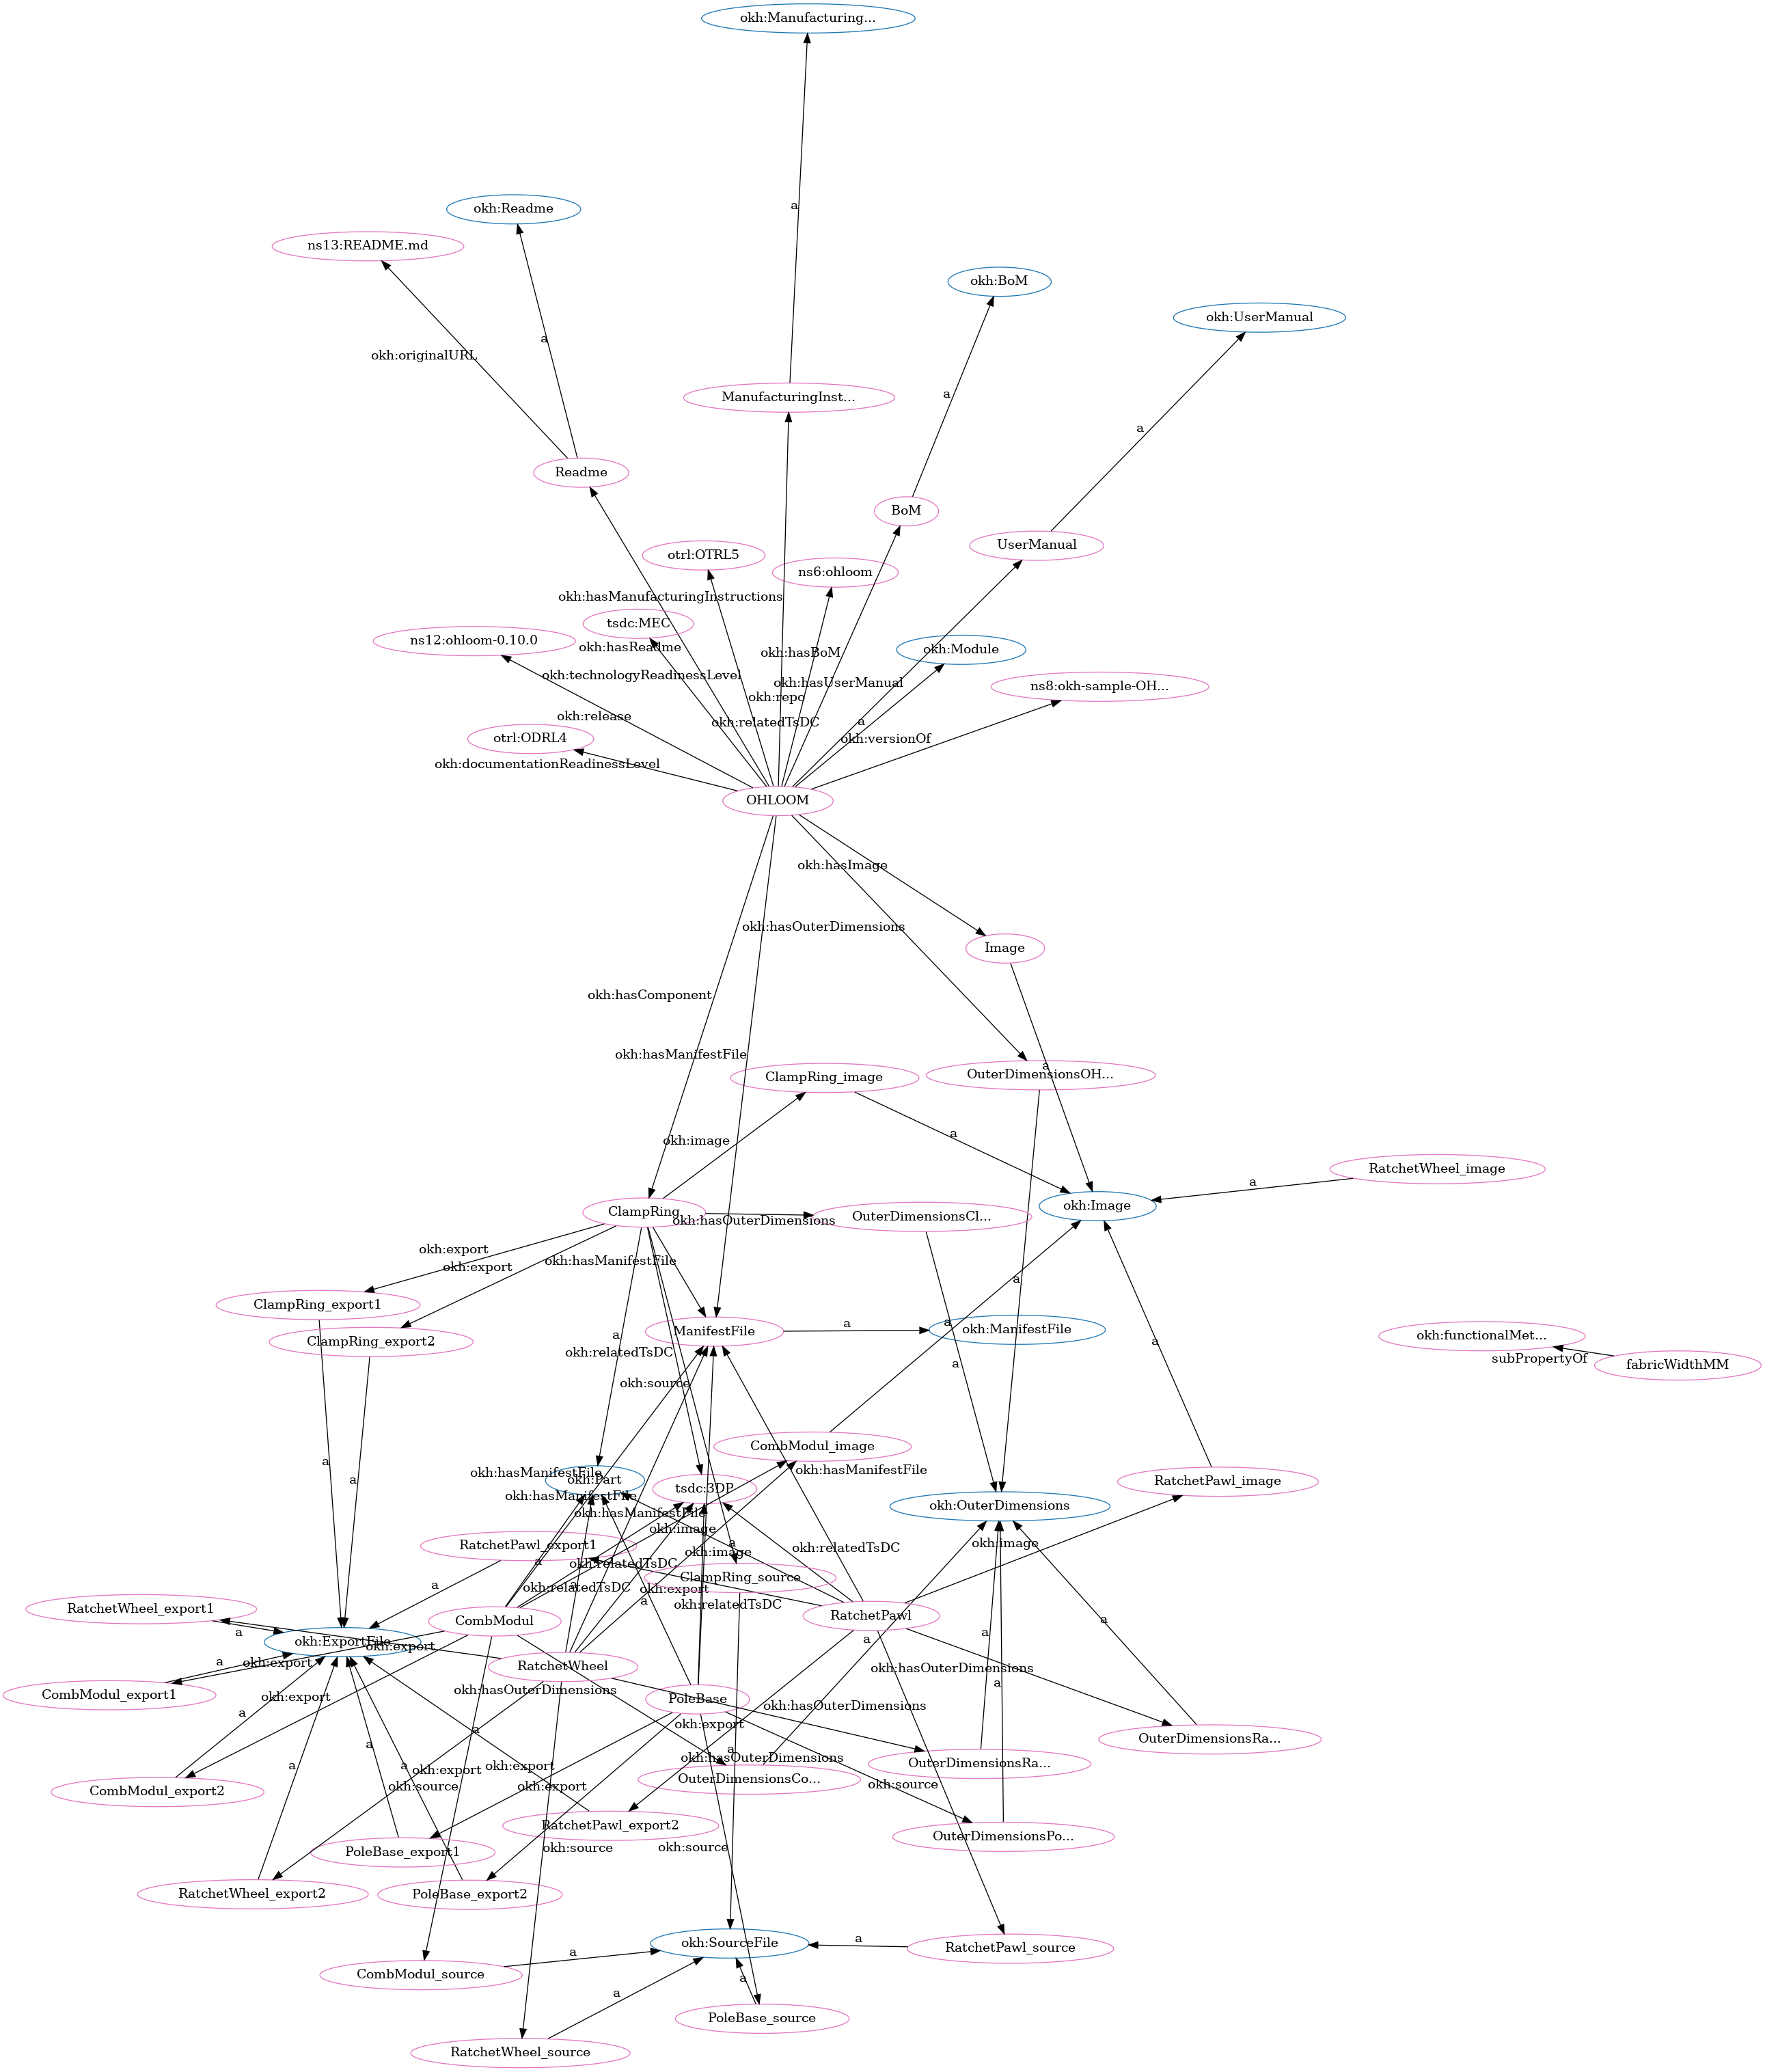 okh:Manufacturing...
okh:Readme
ns13:README.md
a
okh:BoM
okh:UserManual
a
okh:originalURL
ManufacturingInst...
a
a
Readme
BoM
UserManual
otrl:OTRL5
ns6:ohloom
okh:hasManufacturingInstructions
tsdc:MEC
ns12:ohloom-0.10.0
okh:hasReadme
okh:hasBoM
okh:Module
okh:technologyReadinessLevel
okh:hasUserManual
ns8:okh-sample-OH...
okh:repo
okh:release
okh:relatedTsDC
a
otrl:ODRL4
okh:versionOf
okh:documentationReadinessLevel
OHLOOM
okh:hasImage
okh:hasOuterDimensions
Image
okh:hasComponent
okh:hasManifestFile
a
ClampRing_image
OuterDimensionsOH...
a
okh:image
RatchetWheel_image
a
okh:Image
ClampRing
OuterDimensionsCl...
okh:hasOuterDimensions
okh:export
okh:hasManifestFile
okh:export
a
ClampRing_export1
a
ManifestFile
a
okh:ManifestFile
okh:functionalMet...
ClampRing_export2
a
a
okh:relatedTsDC
subPropertyOf
fabricWidthMM
a
okh:source
CombModul_image
a
okh:hasManifestFile
okh:hasManifestFile
okh:Part
a
tsdc:3DP
RatchetPawl_image
okh:hasManifestFile
okh:OuterDimensions
okh:hasManifestFile
okh:image
a
RatchetPawl_export1
okh:image
okh:relatedTsDC
okh:image
a
okh:relatedTsDC
ClampRing_source
a
okh:relatedTsDC
a
okh:export
a
okh:relatedTsDC
RatchetWheel_export1
RatchetPawl
CombModul
a
a
okh:ExportFile
okh:export
a
a
a
okh:export
RatchetWheel
okh:hasOuterDimensions
a
CombModul_export1
okh:hasOuterDimensions
okh:export
PoleBase
okh:hasOuterDimensions
a
okh:export
a
a
a
OuterDimensionsRa...
okh:hasOuterDimensions
a
a
okh:export
okh:export
OuterDimensionsRa...
OuterDimensionsCo...
okh:source
okh:export
okh:source
CombModul_export2
RatchetPawl_export2
OuterDimensionsPo...
okh:source
okh:source
PoleBase_export1
RatchetWheel_export2
PoleBase_export2
okh:SourceFile
a
RatchetPawl_source
a
CombModul_source
a
a
PoleBase_source
RatchetWheel_source